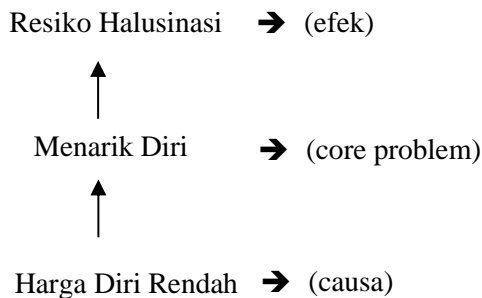 Resiko Halusinasi ➔ (efek)
Menarik Diri ➔ (core problem)
Harga Diri Rendah ➔ (causa)